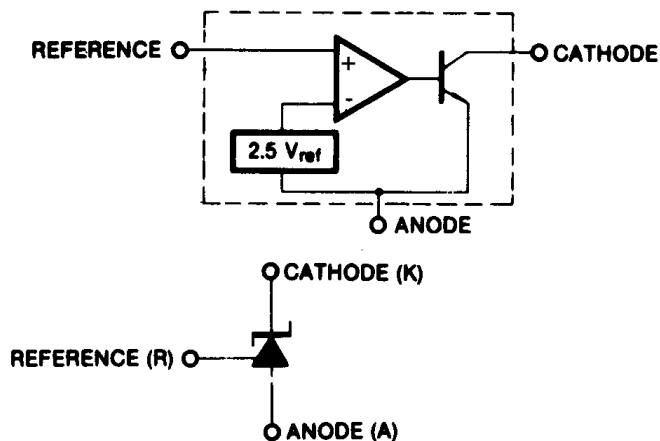 REFERENCE
+
-
CATHODE
2.5 Vref
ANODE
CATHODE (K)
REFERENCE (R)
ANODE (A)